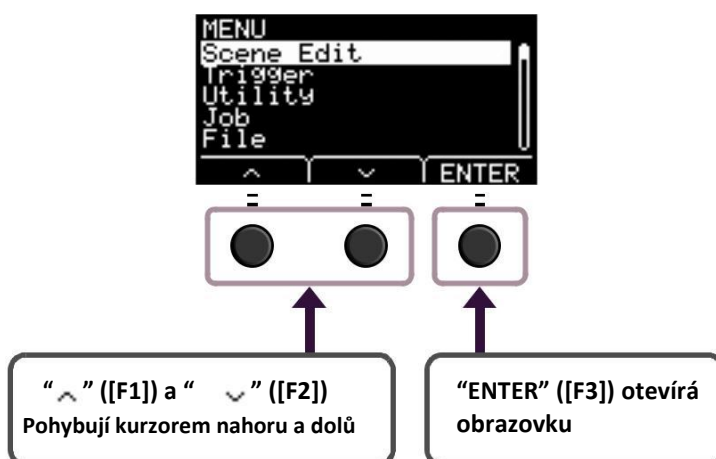 MENU
Scene Edit
Trigger
Utility
Job
File
ENTER
“ ^ ” ([F1]) a “ ⌄ ” ([F2])
Pohybují kurzorem nahoru a dolů
“ENTER” ([F3]) otevírá
obrazovku